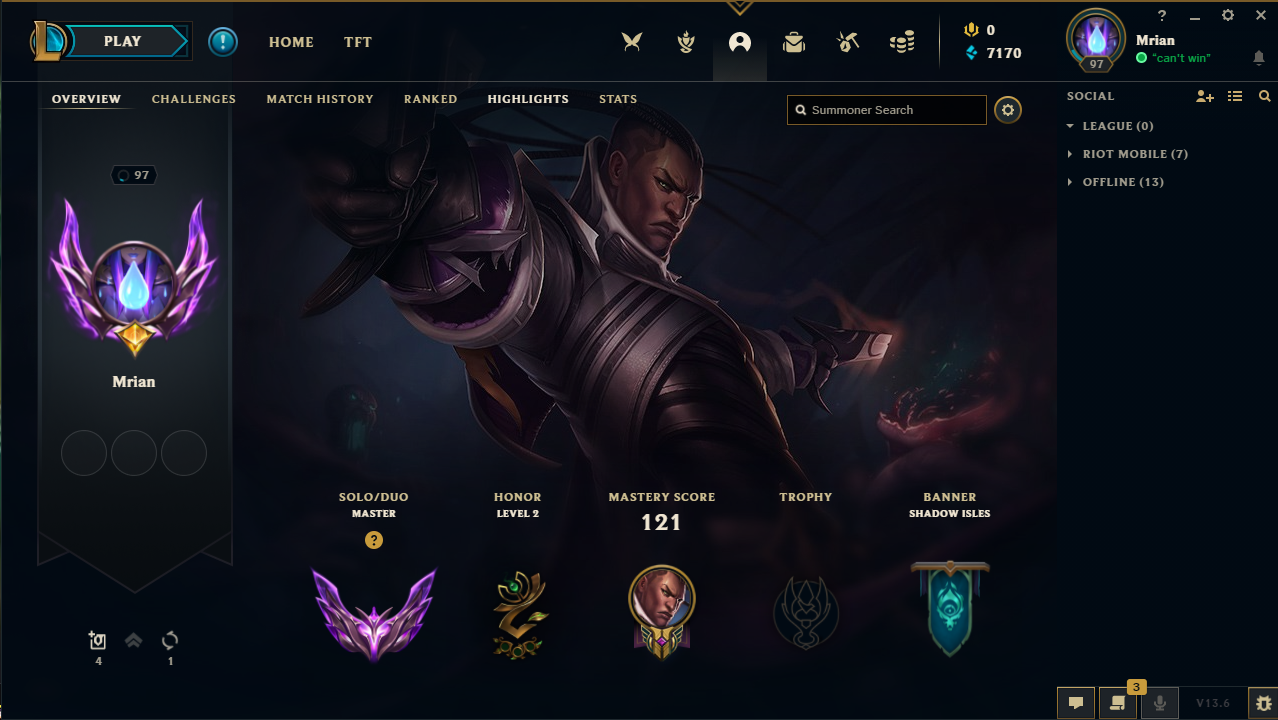 PLAY
!
HOME
TFT
0
7170
?
97
Mrian
"can't win"
OVERVIEW
CHALLENGES
MATCH HISTORY
RANKED
HIGHLIGHTS
STATS
Summoner Search
SOCIAL
LEAGUE (0)
RIOT MOBILE (7)
OFFLINE (13)
97
Mrian
SOLO/DUO
MASTER
?
HONOR
LEVEL 2
MASTERY SCORE
121
TROPHY
BANNER
SHADOW ISLES
4
1
3
V13.6